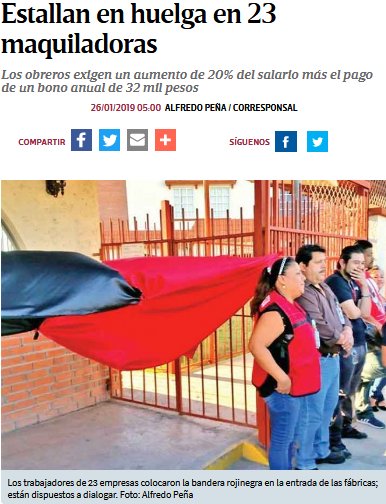 Estallan en huelga en 23
maquiladoras
Los obreros exigen un aumento de 20% del salario más el pago
de un bono anual de 32 mil pesos
26/01/2019 05:00 ALFREDO PEÑA / CORRESPONSAL
COMPARTIR SÍGUENOS
Los trabajadores de 23 empresas colocaron la bandera rojinegra en la entrada de las fábricas;
están dispuestos a dialogar. Foto: Alfredo Peña